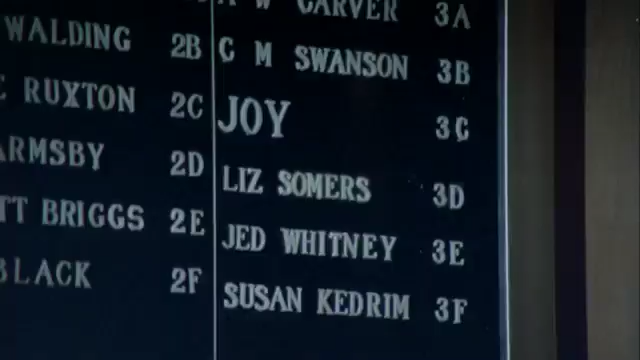 WALDING 2B
RUXTON 2C
ARMSBY 2D
BRIGGS 2E
BLACK 2F
CARVER 3A
C M SWANSON 3B
JOY 3C
LIZ SOMERS 3D
JED WHITNEY 3E
SUSAN KEDRIM 3F